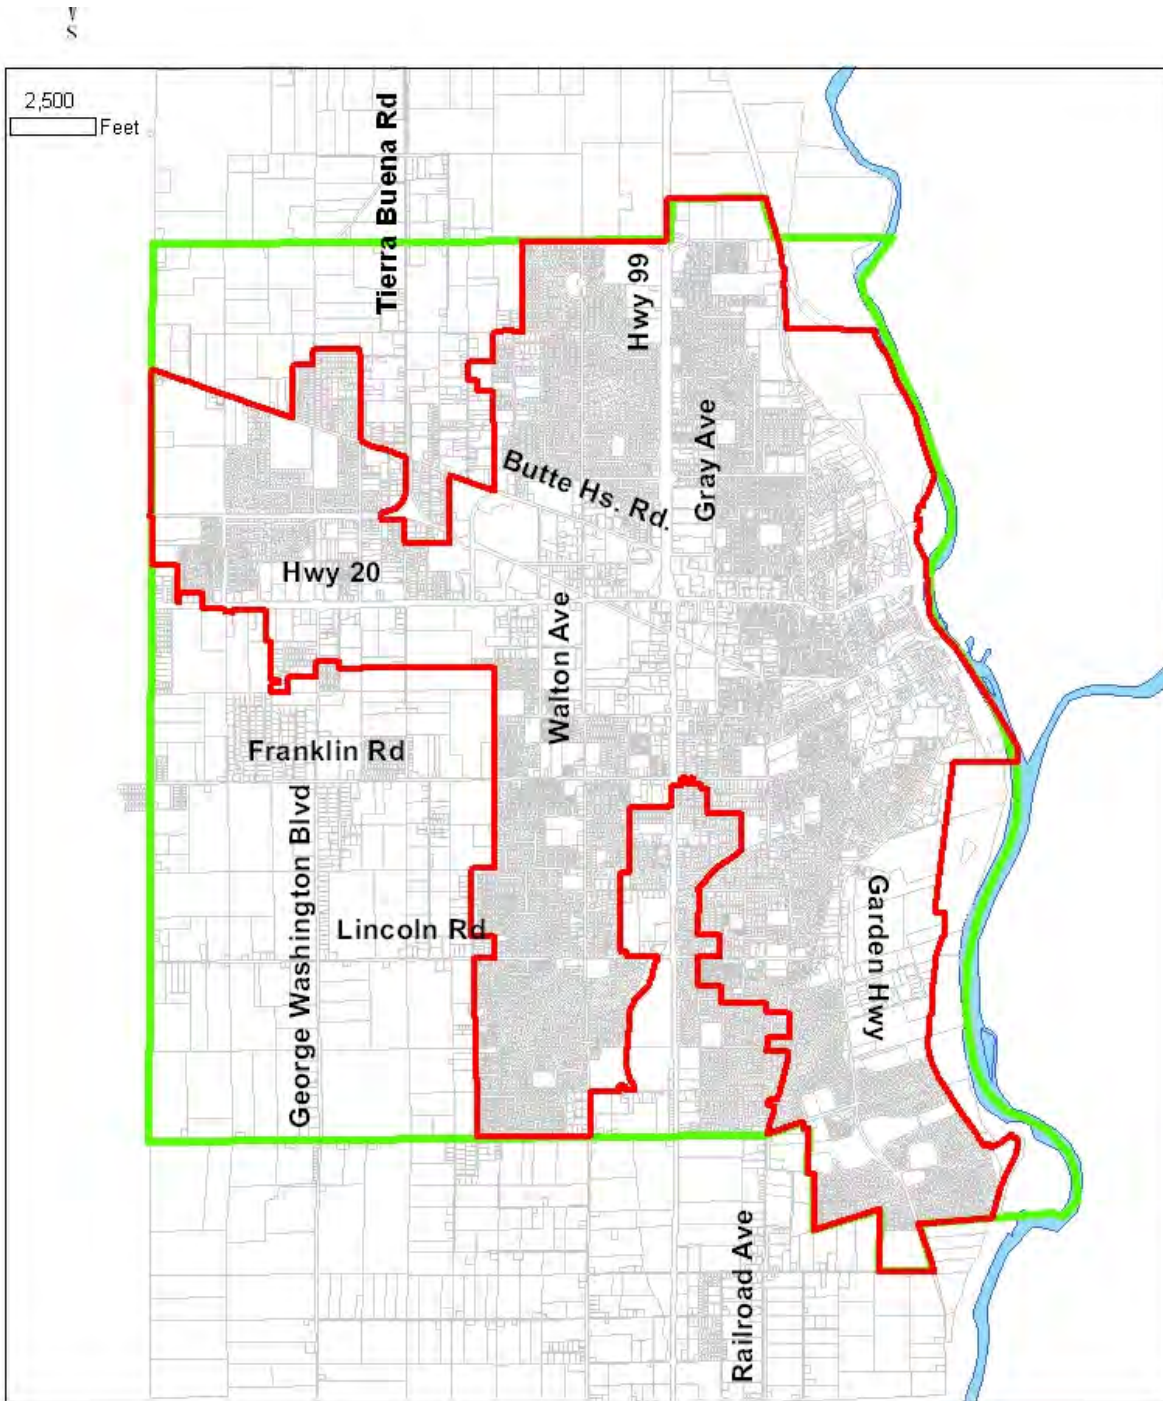 S
2,500
Feet
Tierra Buena Rd
Hwy 99
Gray Ave
Butte Hs. Rd.
Hwy 20
Walton Ave
Franklin Rd
George Washington Blvd
Lincoln Rd
Garden Hwy
Railroad Ave